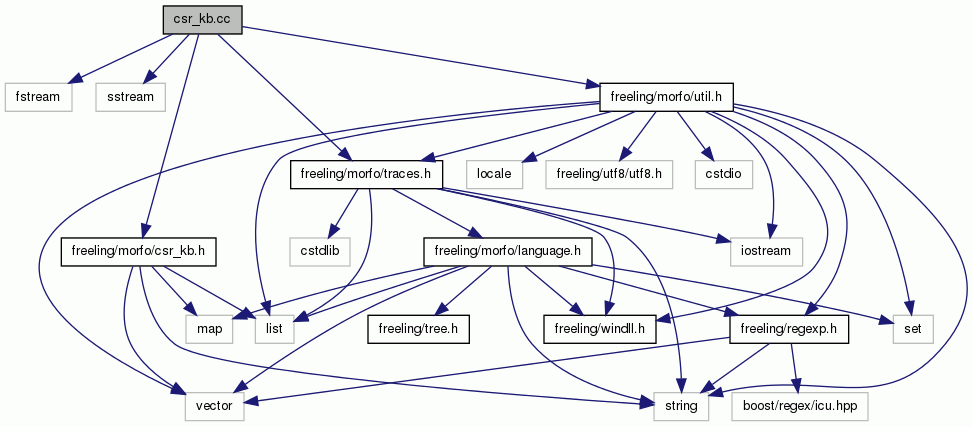 csr_kb.cc
fstream
sstream
freeling/morfo/util.h
freeling/morfo/traces.h
locale
freeling/utf8/utf8.h
cstdio
freeling/morfo/csr_kb.h
cstdlib
freeling/morfo/language.h
iostream
map
list
freeling/tree.h
freeling/windll.h
freeling/regexp.h
set
vector
string
boost/regex/icu.hpp